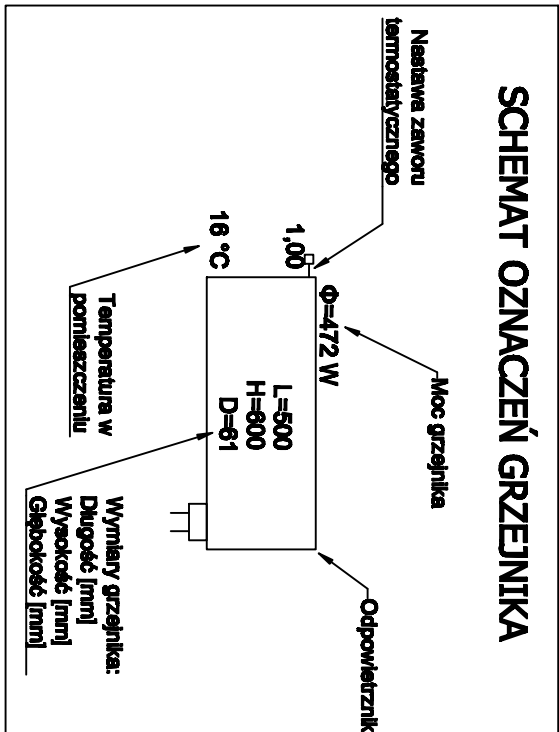 SCHEMAT OZNACZEŃ GRZEJNIKA
Nastawa zaworu
termostatycznego
Moc grzejnika
Odpowietrznik
1,00
Φ=472 W
16 °C
L=500
H=600
D=61
Temperatura w
pomieszczeniu
Wymiary grzejnika:
Długość [mm]
Wysokość [mm]
Głębokość [mm]